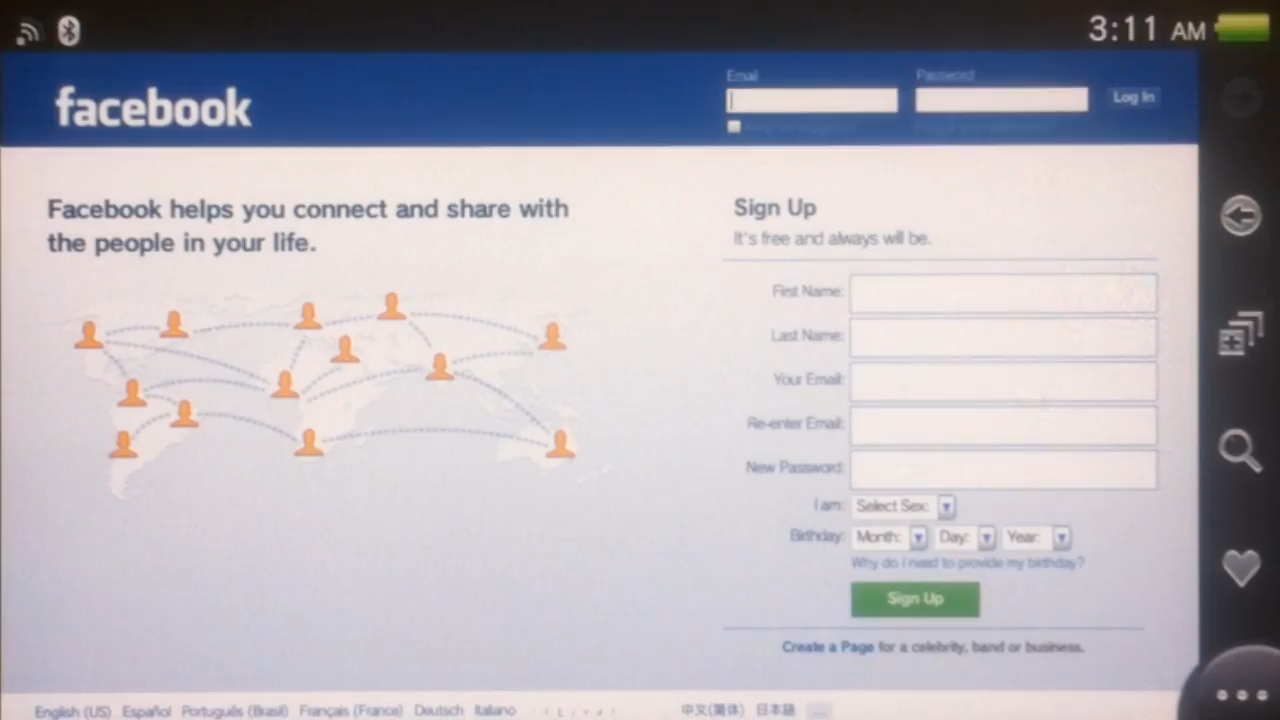 3:11 AM
facebook
Email
Password
Log In
Facebook helps you connect and share with
the people in your life.
Sign Up
It's free and always will be.
First Name:
Last Name:
Your Email:
Re-enter Email:
New Password:
I am: Select Sex:
Birthday: Month: Day: Year:
Why do I need to provide my birthday?
Sign Up
Create a Page for a celebrity, band or business.
English (US) Español Português (Brasil) Français (France) Deutsch Italiano 中文(简体) 日本語 ...